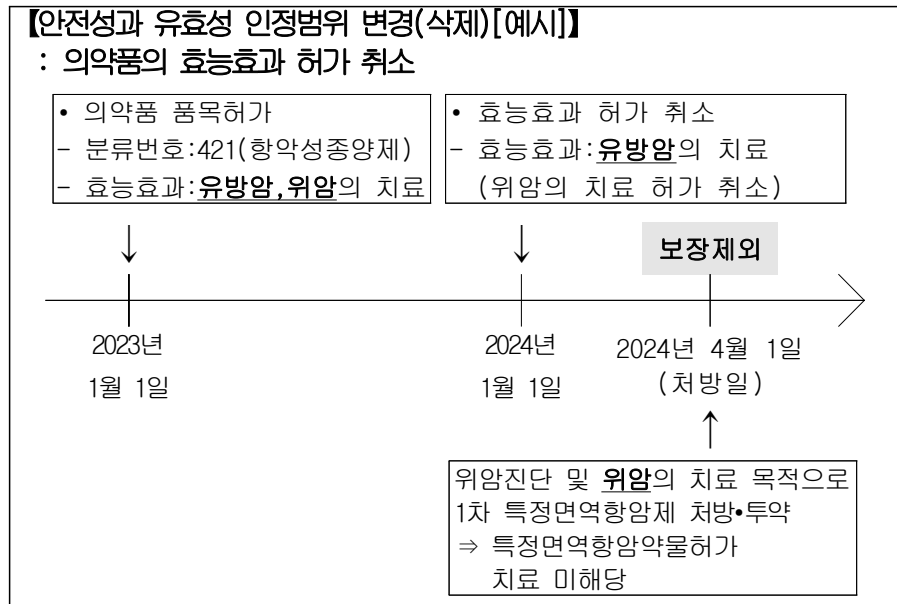 【안전성과 유효성 인정범위 변경(삭제)[예시]】
: 의약품의 효능효과 허가 취소
• 의약품 품목허가
- 분류번호:421(항악성종양제)
- 효능효과:유방암,위암의 치료
• 효능효과 허가 취소
- 효능효과:유방암의 치료
(위암의 치료 허가 취소)
보장제외
2023년
1월 1일
2024년
1월 1일
2024년 4월 1일
(처방일)
위암진단 및 위암의 치료 목적으로
1차 특정면역항암제 처방•투약
⇒ 특정면역항암약물허가
치료 미해당